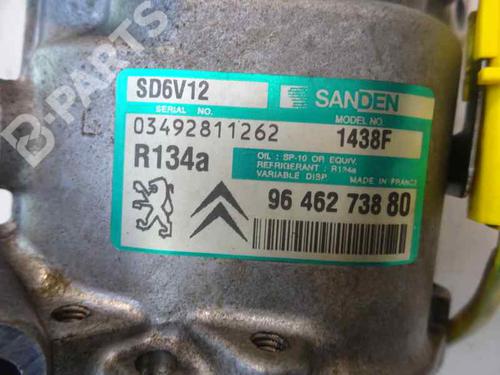 B-PARTS
SD6V12
SANDEN
SERIAL NO.
MODEL NO.
03492811262
1438F
R134a
OIL : SP-10 OR EQUIV.
REFRIGERANT : R134a
VARIABLE DISP.
MADE IN FRANCE
96 462 738 80